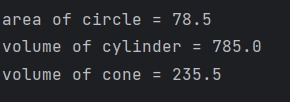 area of circle = 78.5
volume of cylinder = 785.0
volume of cone = 235.5